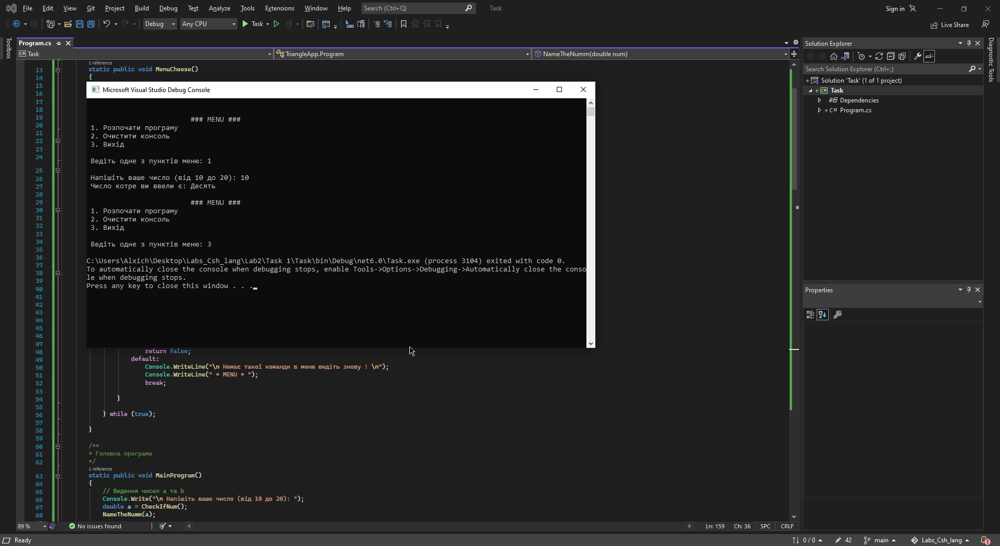 File Edit View Git Project Build Debug Test Analyze Tools Extensions Window Help Search (Ctrl+Q) Task Sign in
Debug Any CPU Task Live Share
Toolbox
Program.cs
Task TriangleApp.Program NameTheNumm(double num)
1 reference
13 static public void MenuChoose()
14 {
15
16
17
18
19
20
21
22
23
24
25
26
27
28
29
30
31
32
33
34
35
36
37
38
39
40
41
42
43
44
45
46
47
Microsoft Visual Studio Debug Console
### MENU ###
1. Розпочати програму
2. Очистити консоль
3. Вихід
Ведіть одне з пунктів меню: 1
Напішіть ваше число (від 10 до 20): 10
Число котре ви ввели є: Десять
### MENU ###
1. Розпочати програму
2. Очистити консоль
3. Вихід
Ведіть одне з пунктів меню: 3
C:\Users\Alxich\Desktop\Labs_Csh_lang\Lab2\Task 1\Task\bin\Debug\net6.0\Task.exe (process 3104) exited with code 0.
To automatically close the console when debugging stops, enable Tools->Options->Debugging->Automatically close the conso
le when debugging stops.
Press any key to close this window . . .
48 return false;
49 default:
50 Console.WriteLine("\n Немає такої команди в меню ведіть знову ! \n");
51 Console.WriteLine(" * MENU * ");
52 break;
53
54 }
55
56 } while (true);
57
58 }
59
60 /**
61 * Головна програма
62 */
1 reference
63 static public void MainProgram()
64 {
65 // Ведення чисел a та b
66 Console.Write("\n Напішіть ваше число (від 10 до 20): ");
67 double a = CheckIfNum();
68 NameTheNumm(a);
89 % No issues found Ln: 159 Ch: 36 SPC CRLF
Solution Explorer
Search Solution Explorer (Ctrl+;)
Solution 'Task' (1 of 1 project)
Task
Dependencies
C# Program.cs
Properties
Diagnostic Tools
Ready 0 / 0 42 main Labs_Csh_lang 1